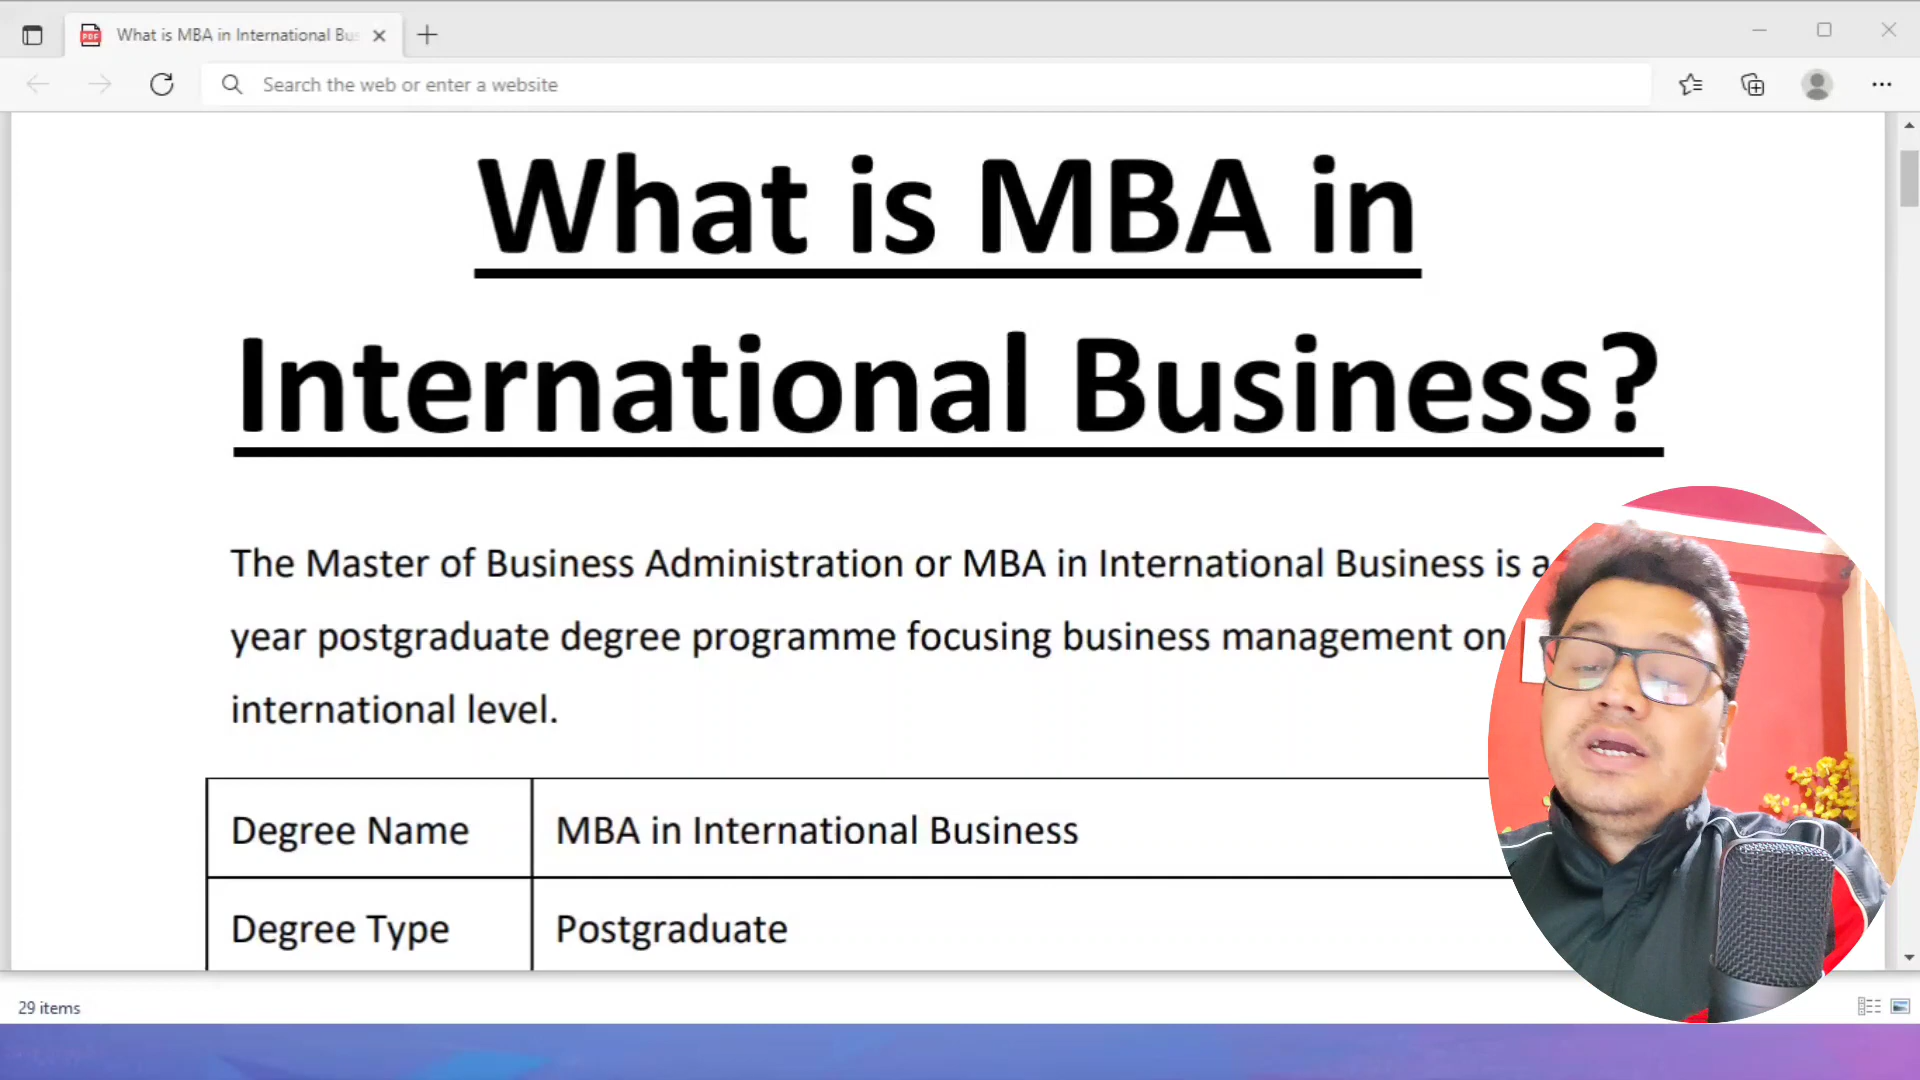 What is MBA in International Bus
Search the web or enter a website
What is MBA in
International Business?
The Master of Business Administration or MBA in International Business is a
year postgraduate degree programme focusing business management on
international level.
Degree Name MBA in International Business
Degree Type Postgraduate
29 items